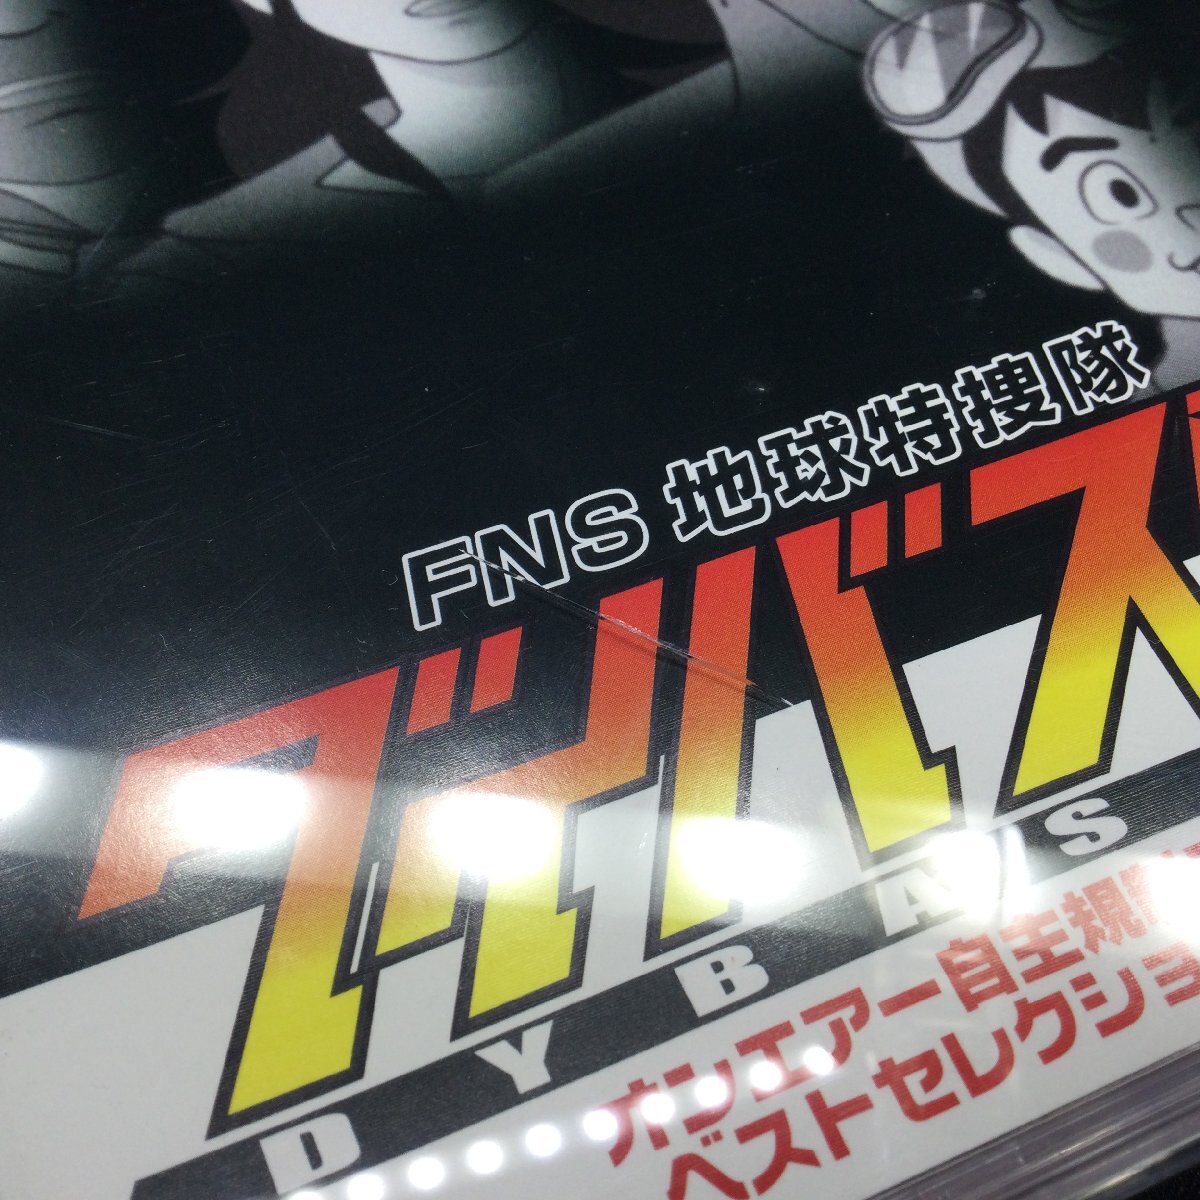 FNS 地球特捜隊
ダイバス
DYBAS
オンエアー自主規
ベストセレクショ